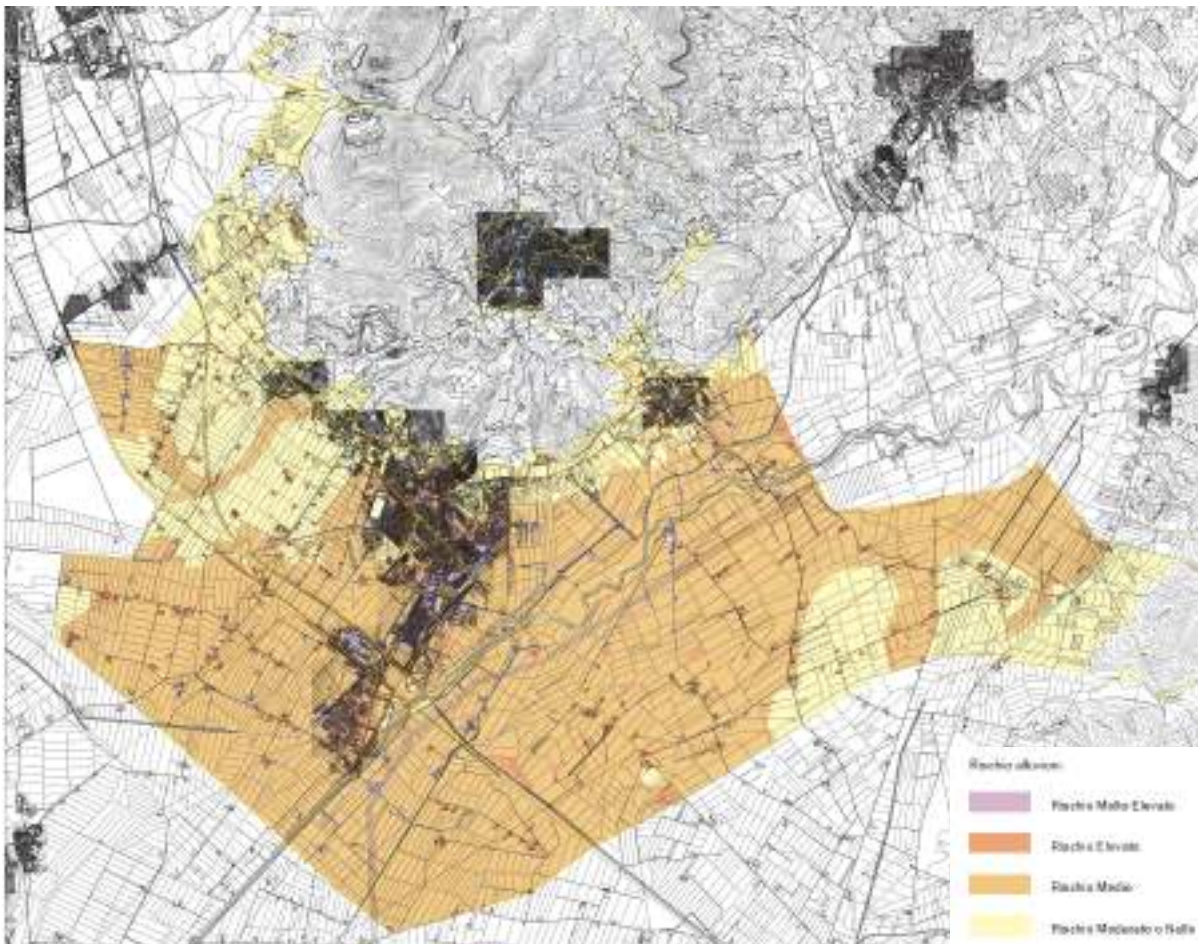 Rischio alluvioni
Rischio Molto Elevato
Rischio Elevato
Rischio Medio
Rischio Moderato o Nullo